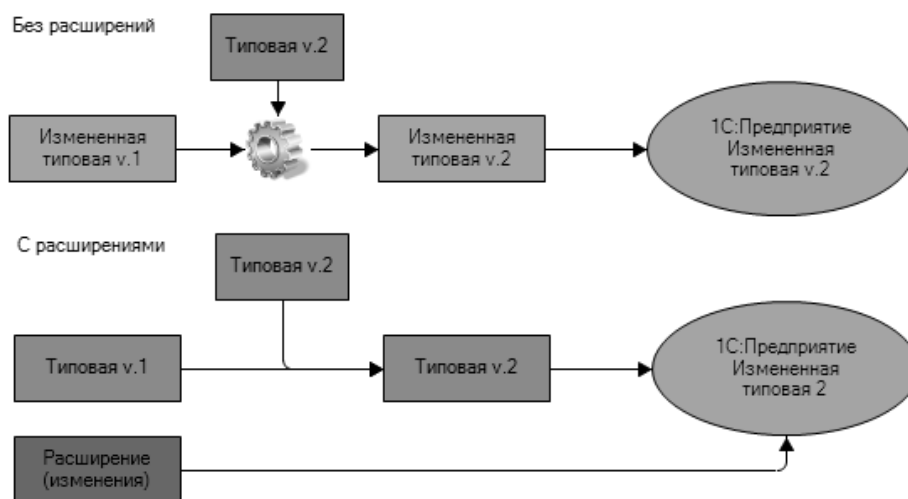 Без расширений
Типовая v.2
Измененная
типовая v.1
Измененная
типовая v.2
1С:Предприятие
Измененная
типовая v.2
С расширениями
Типовая v.2
Типовая v.1
Типовая v.2
1С:Предприятие
Измененная
типовая 2
Расширение
(изменения)